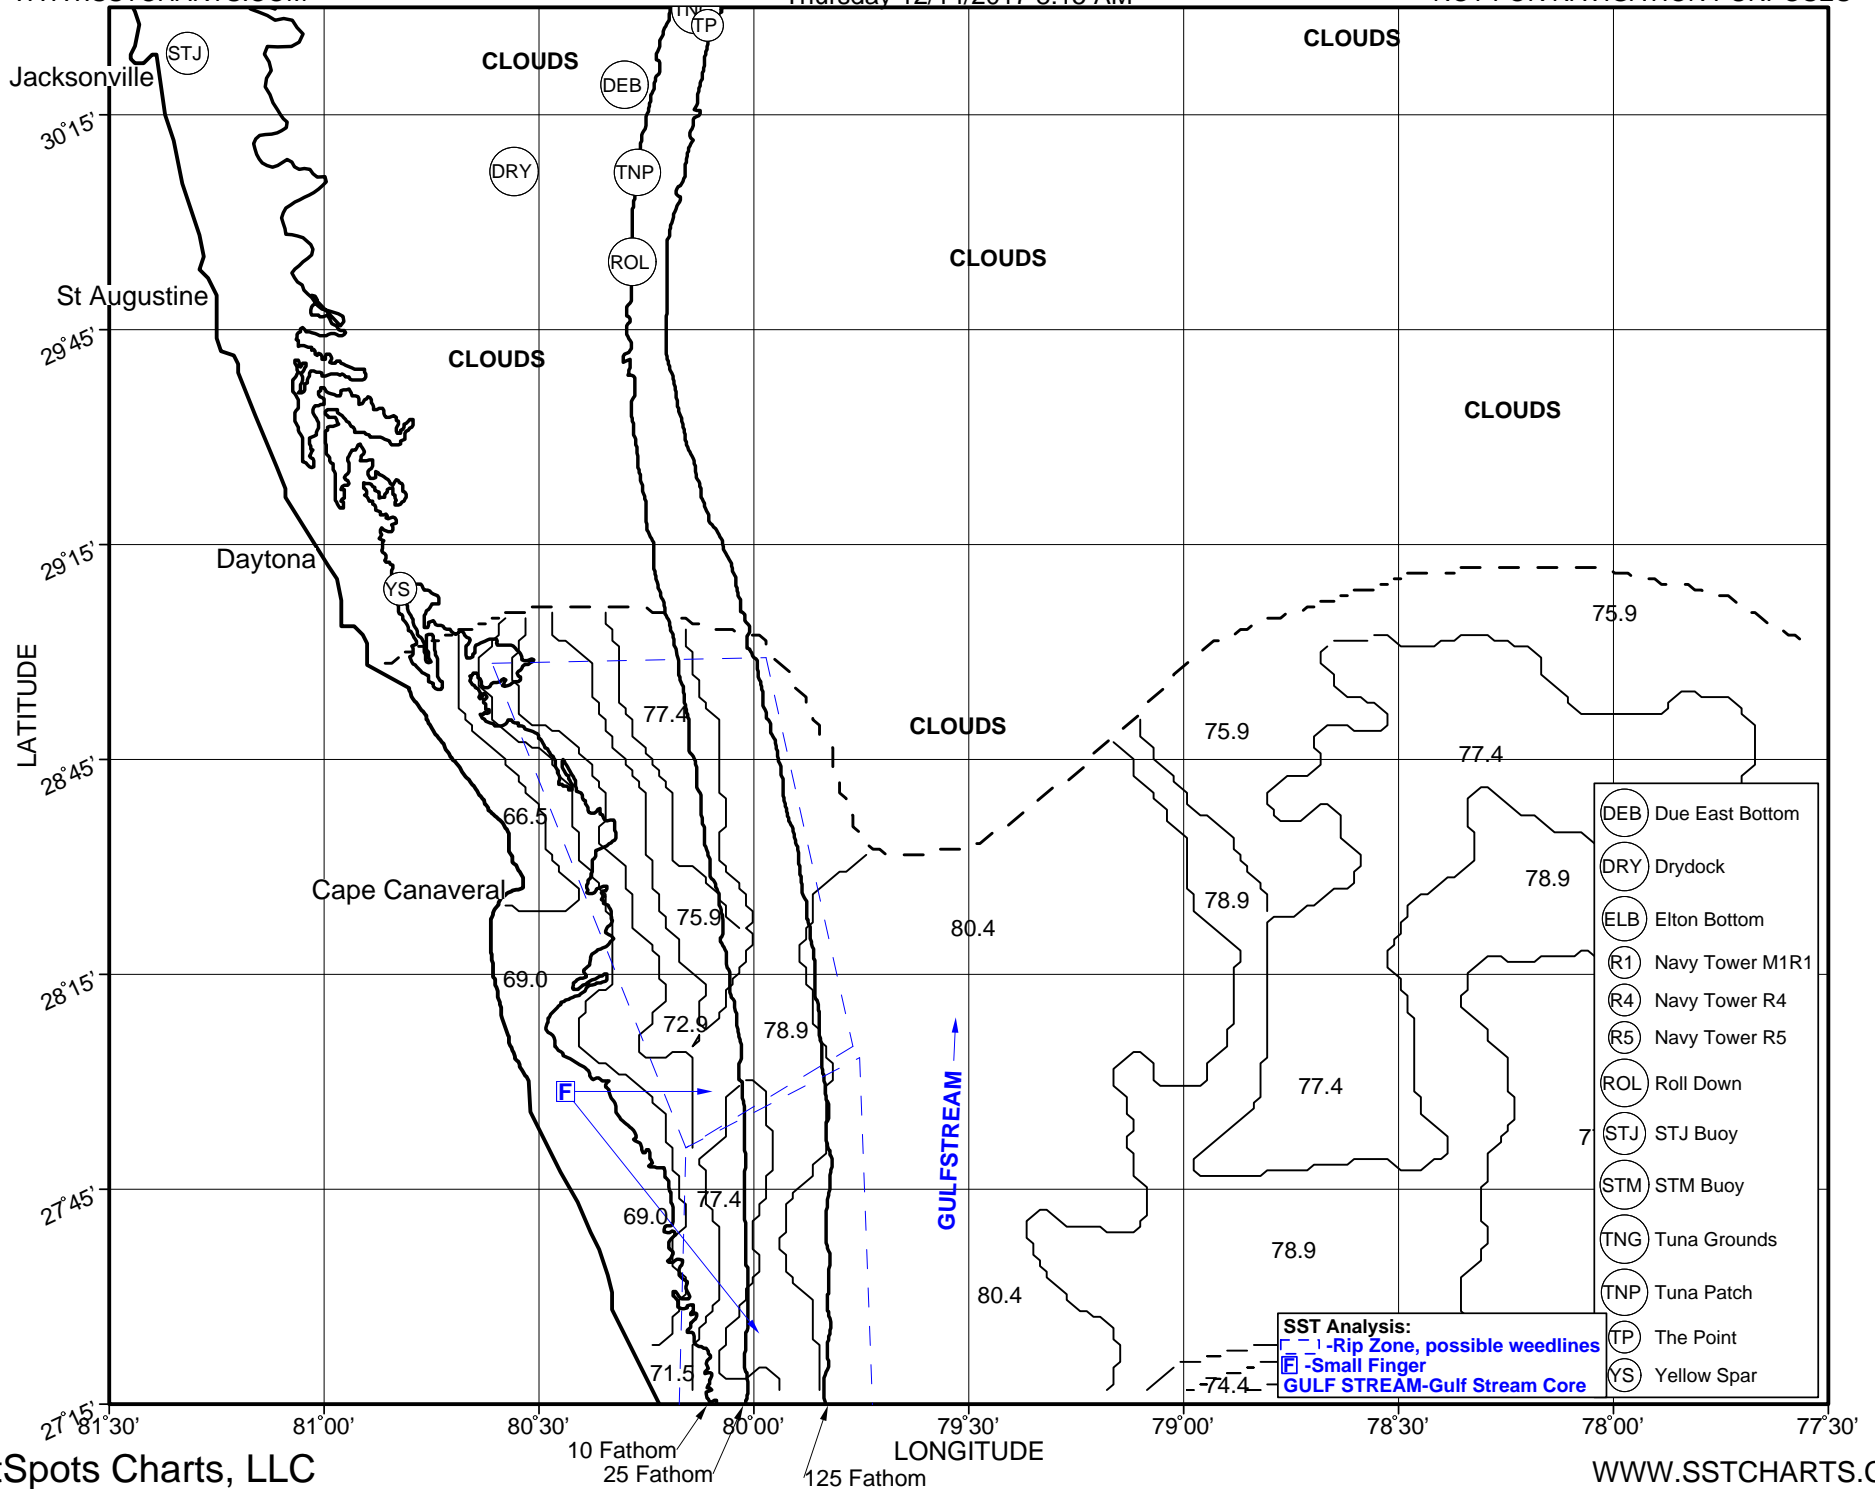 CLOUDS
TP
STJ
CLOUDS
DEB
Jacksonville
30°15'
DRY
TNP
ROL
CLOUDS
St Augustine
29°45'
CLOUDS
CLOUDS
29°15'
Daytona
YS
75.9
LATITUDE
77.4
CLOUDS
75.9
77.4
28°45'
66.5
Cape Canaveral
75.9
80.4
78.9
78.9
28°15'
69.0
72.9
78.9
GULFSTREAM
F
77.4
27°45'
69.0
77.4
78.9
80.4
71.5
74.4
DEB Due East Bottom
DRY Drydock
ELB Elton Bottom
R1 Navy Tower M1R1
R4 Navy Tower R4
R5 Navy Tower R5
ROL Roll Down
STJ STJ Buoy
STM STM Buoy
TNG Tuna Grounds
TNP Tuna Patch
TP The Point
YS Yellow Spar
SST Analysis:
-Rip Zone, possible weedlines
F -Small Finger
GULF STREAM-Gulf Stream Core
27°15'
81°30' 81°00' 80°30' 80°00' 79°30' 79°00' 78°30' 78°00' 77°30'
10 Fathom
25 Fathom
125 Fathom
LONGITUDE
Spots Charts, LLC
WWW.SSTCHARTS.C